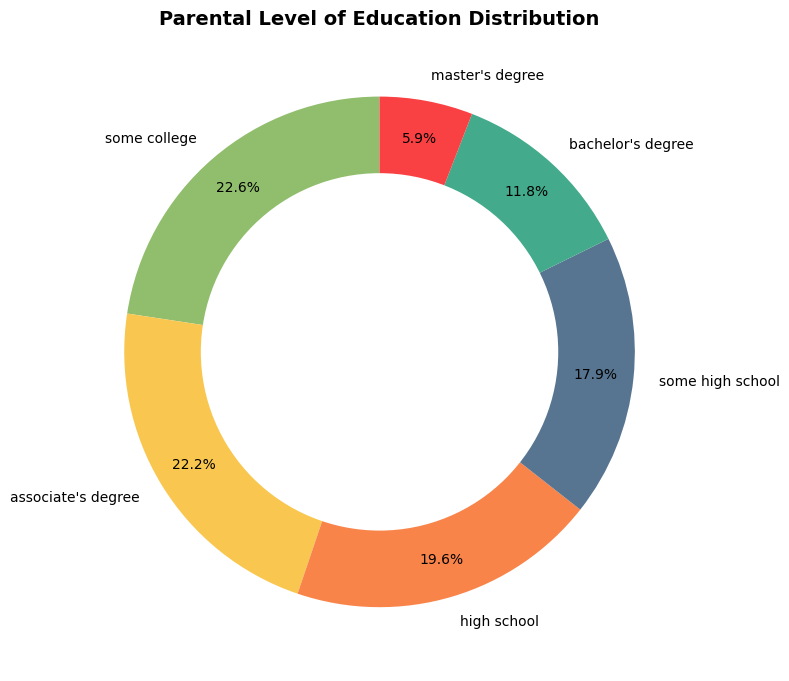 Parental Level of Education Distribution
master's degree
5.9%
some college
22.6%
bachelor's degree
11.8%
some high school
17.9%
associate's degree
22.2%
high school
19.6%